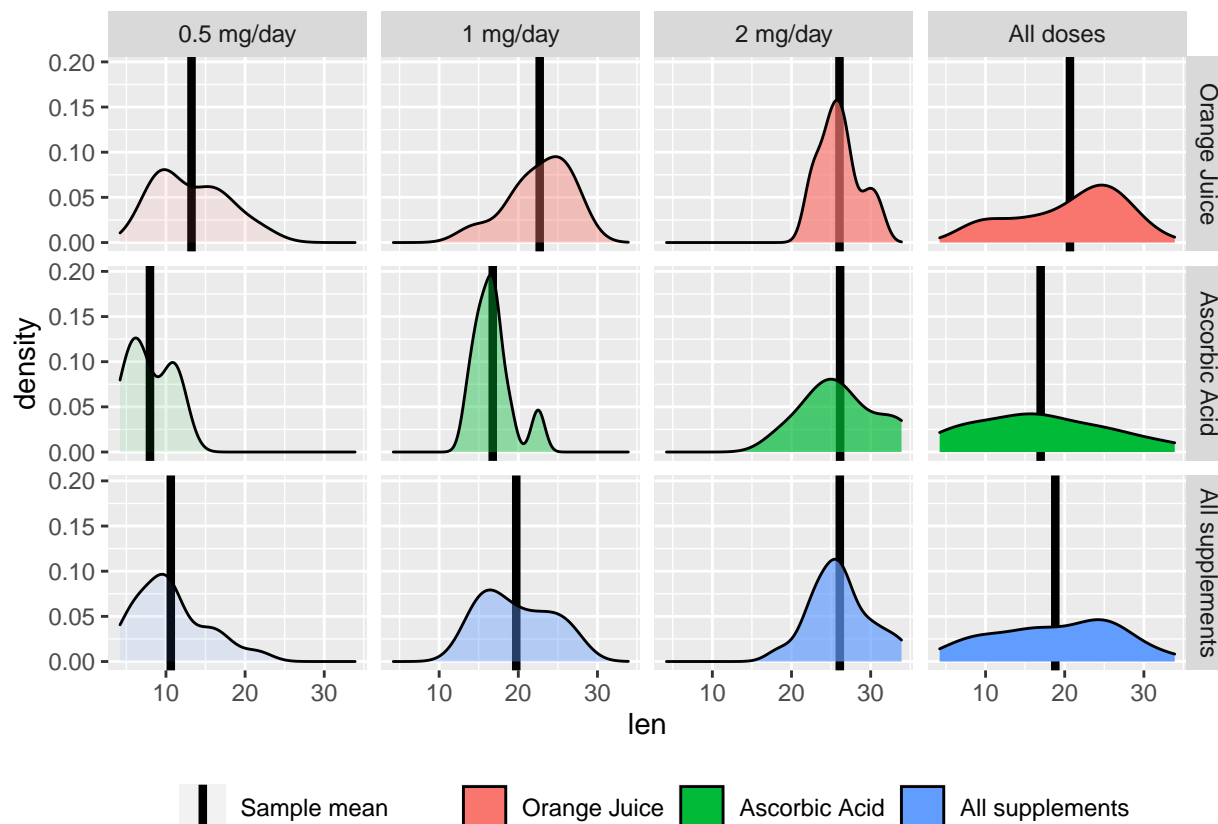 0.5 mg/day 1 mg/day 2 mg/day All doses
0.20
0.15
0.10
0.05
0.00
Orange Juice
0.20
0.15
0.10
0.05
0.00
Ascorbic Acid
0.20
0.15
0.10
0.05
0.00
All supplements
density
10 20 30 10 20 30 10 20 30 10 20 30
len
Sample mean Orange Juice Ascorbic Acid All supplements